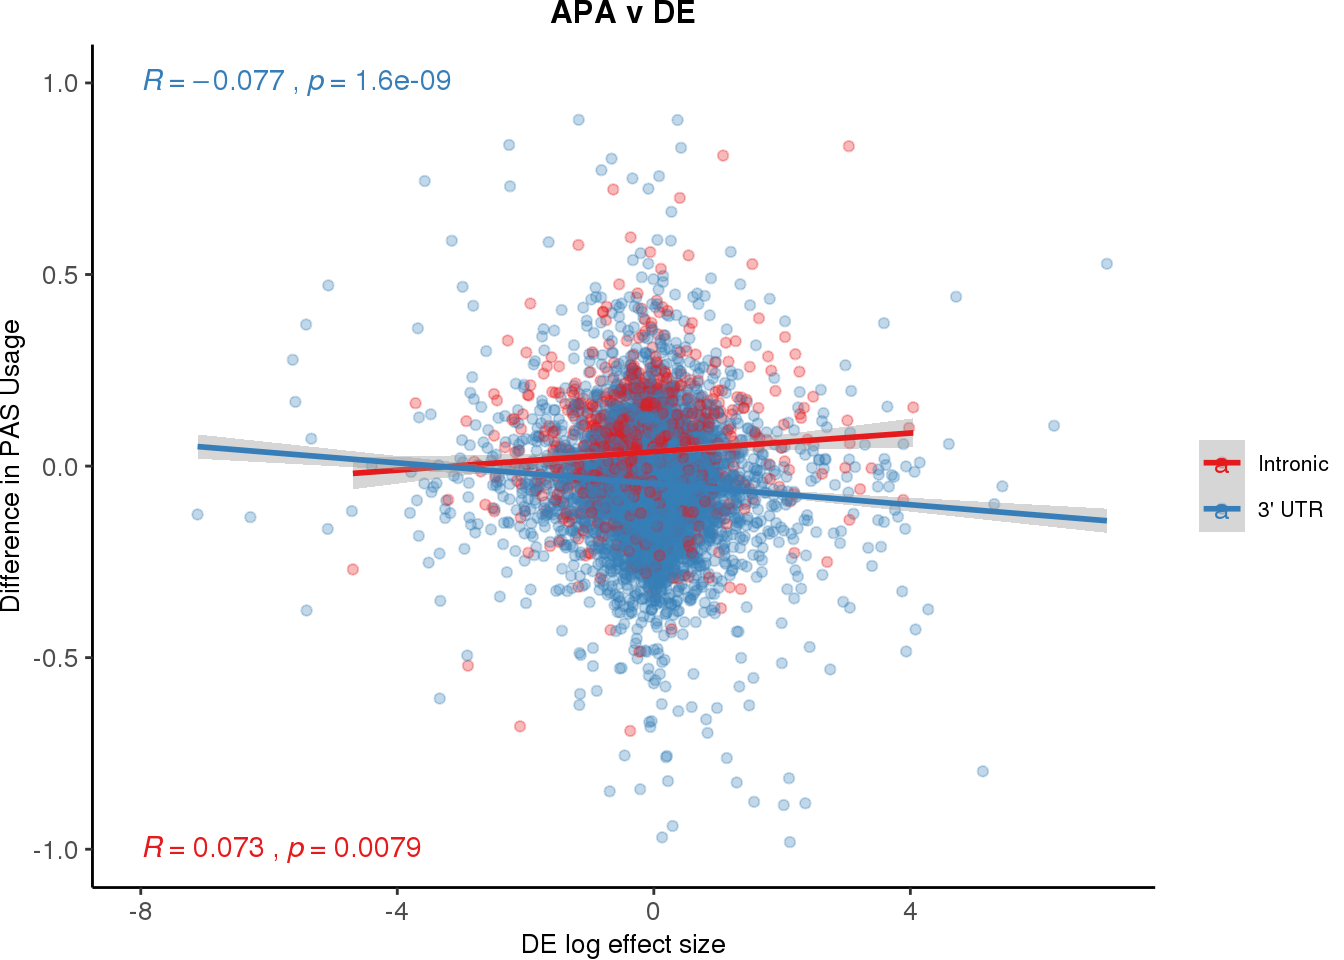 APA v DE
R = −0.077 , p = 1.6e-09
1.0
0.5
0.0
-0.5
-1.0
Difference in PAS Usage
R = 0.073 , p = 0.0079
-8
-4
0
4
DE log effect size
a Intronic
a 3' UTR